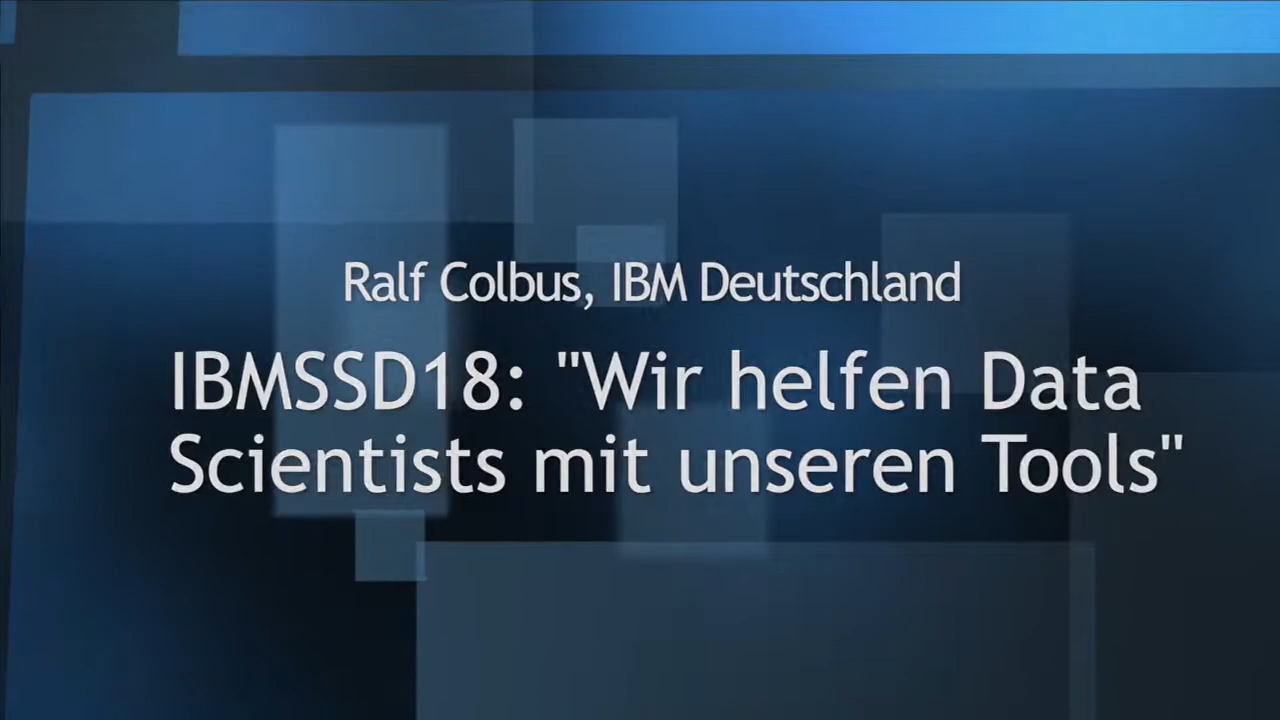 Ralf Colbus, IBM Deutschland
IBMSSD18: "Wir helfen Data
Scientists mit unseren Tools"